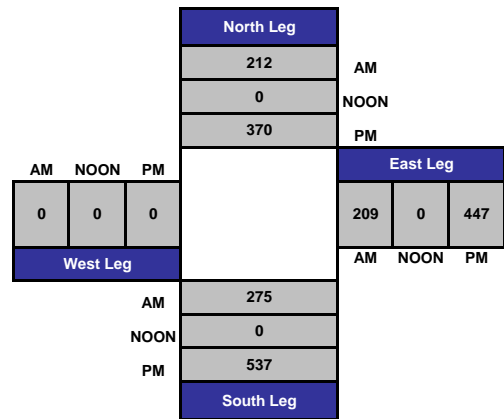 North Leg
212
AM
0
NOON
370
PM
AM NOON PM
East Leg
0 0 0
209 0 447
West Leg
AM NOON PM
AM
275
NOON
0
PM
537
South Leg